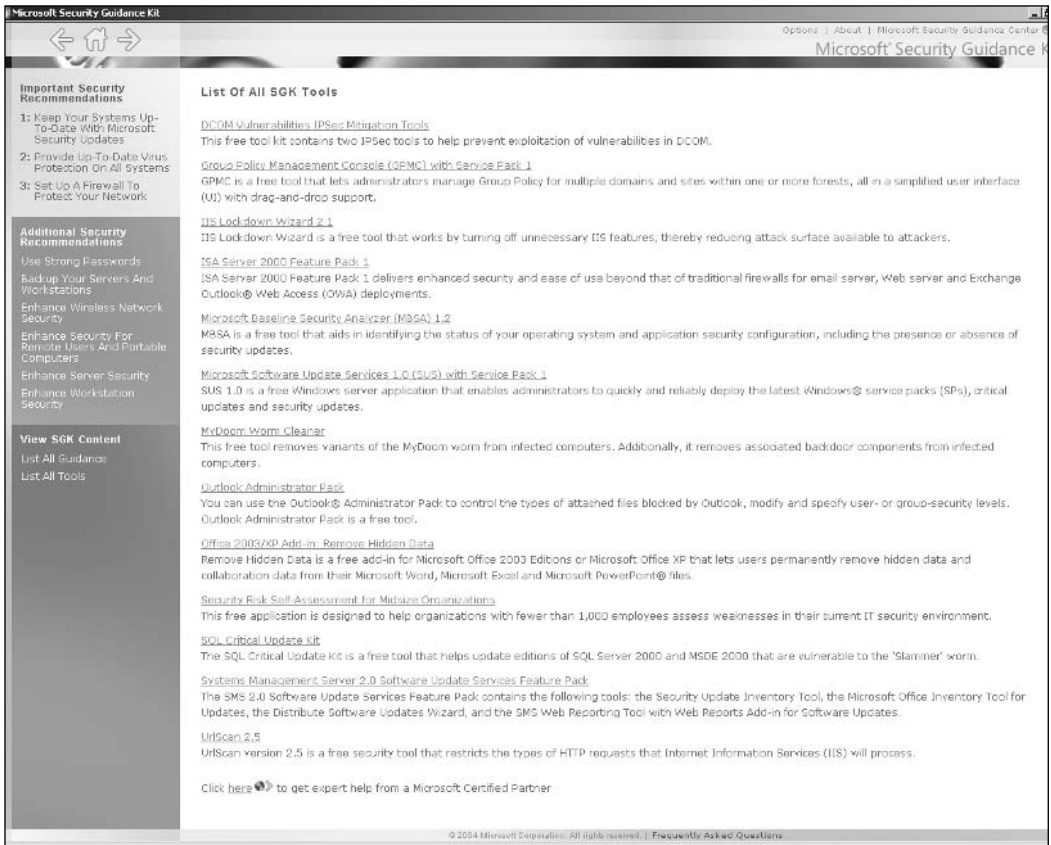 Microsoft Security Guidance Kit
Options | About | Microsoft Security Guidance Center
Microsoft® Security Guidance K
Important Security
Recommendations
1: Keep Your Systems Up-
To-Date With Microsoft
Security Updates
2: Provide Up-To-Date Virus
Protection On All Systems
3: Set Up A Firewall To
Protect Your Network
Additional Security
Recommendations
Use Strong Passwords
Backup Your Servers And
Workstations
Enhance Wireless Network
Security
Enhance Security For
Remote Users And Portable
Computers
Enhance Server Security
Enhance Workstation
Security
View SGK Content
List All Guidance
List All Tools
List Of All SGK Tools
DCOM Vulnerabilities IPSec Mitigation Tools
This free tool kit contains two IPSec tools to help prevent exploitation of vulnerabilities in DCOM.
Group Policy Management Console (GPMC) with Service Pack 1
GPMC is a free tool that lets administrators manage Group Policy for multiple domains and sites within one or more forests, all in a simplified user interface
(UI) with drag-and-drop support.
IIS Lockdown Wizard 2.1
IIS Lockdown Wizard is a free tool that works by turning off unnecessary IIS features, thereby reducing attack surface available to attackers.
ISA Server 2000 Feature Pack 1
ISA Server 2000 Feature Pack 1 delivers enhanced security and ease of use beyond that of traditional firewalls for email server, Web server and Exchange
Outlook® Web Access (OWA) deployments.
Microsoft Baseline Security Analyzer (MBSA) 1.2
MBSA is a free tool that aids in identifying the status of your operating system and application security configuration, including the presence or absence of
security updates.
Microsoft Software Update Services 1.0 (SUS) with Service Pack 1
SUS 1.0 is a free Windows server application that enables administrators to quickly and reliably deploy the latest Windows® service packs (SPs), critical
updates and security updates.
MyDoom Worm Cleaner
This free tool removes variants of the MyDoom worm from infected computers. Additionally, it removes associated backdoor components from infected
computers.
Outlook Administrator Pack
You can use the Outlook® Administrator Pack to control the types of attached files blocked by Outlook, modify and specify user- or group-security levels.
Outlook Administrator Pack is a free tool.
Office 2003/XP Add-in: Remove Hidden Data
Remove Hidden Data is a free add-in for Microsoft Office 2003 Editions or Microsoft Office XP that lets users permanently remove hidden data and
collaboration data from their Microsoft Word, Microsoft Excel and Microsoft PowerPoint® files.
Security Risk Self-Assessment for Midsize Organizations
This free application is designed to help organizations with fewer than 1,000 employees assess weaknesses in their current IT security environment.
SQL Critical Update Kit
The SQL Critical Update Kit is a free tool that helps update editions of SQL Server 2000 and MSDE 2000 that are vulnerable to the 'Slammer' worm.
Systems Management Server 2.0 Software Update Services Feature Pack
The SMS 2.0 Software Update Services Feature Pack contains the following tools: the Security Update Inventory Tool, the Microsoft Office Inventory Tool for
Updates, the Distribute Software Updates Wizard, and the SMS Web Reporting Tool with Web Reports Add-in for Software Updates.
UrlScan 2.5
UrlScan version 2.5 is a free security tool that restricts the types of HTTP requests that Internet Information Services (IIS) will process.
Click here to get expert help from a Microsoft Certified Partner
© 2004 Microsoft Corporation. All rights reserved. | Frequently Asked Questions